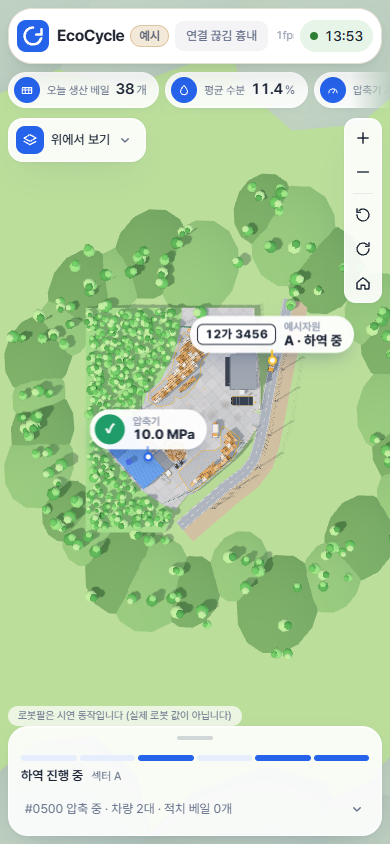 EcoCycle 예시 연결 끊김 흉내 1fp 13:53
오늘 생산 베일 38개 평균 수분 11.4% 압축기
위에서 보기
12가 3456 예시자원
A · 하역 중
압축기
10.0 MPa
로봇팔은 시연 동작입니다 (실제 로봇 값이 아닙니다)
하역 진행 중 섹터 A
#0500 압축 중 · 차량 2대 · 적치 베일 0개